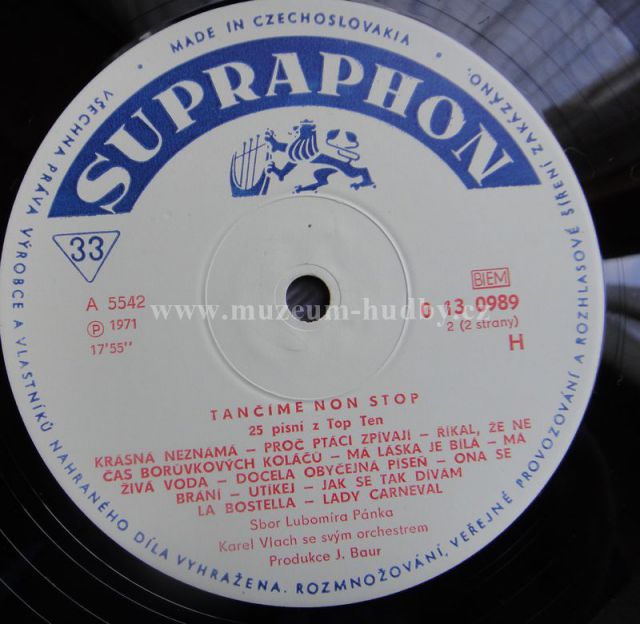 MADE IN CZECHOSLOVAKIA
SUPRAPHON
VŠECHNA PRÁVA VÝROBCE A VLASTNÍKŮ NAHRANÉHO DÍLA VYHRAŽENA. ROZMNOŽOVÁNÍ, VEŘEJNÉ PROVOZOVÁNÍ A ROZHLASOVÉ ŠÍŘENÍ ZAKÁZÁNO.
33
A 5542
Ⓟ 1971
17'55''
BIEM
0 13 0989
2 (2 strany)
H
www.muzeum-hudby.cz
TANČÍME NON STOP
25 písní z Top Ten
KRÁSNÁ NEZNÁMÁ – PROČ PTÁCI ZPÍVAJÍ – ŘÍKAL, ŽE NE
ČAS BORŮVKOVÝCH KOLÁČŮ – MÁ LÁSKA JE BÍLÁ – MÁ
ŽIVÁ VODA – DOCELA OBYČEJNÁ PÍSEŇ – ONA SE
BRÁNÍ – UTÍKEJ – JAK SE TAK DÍVÁM
LA BOSTELLA – LADY CARNEVAL
Sbor Lubomíra Pánka
Karel Vlach se svým orchestrem
Produkce J. Baur